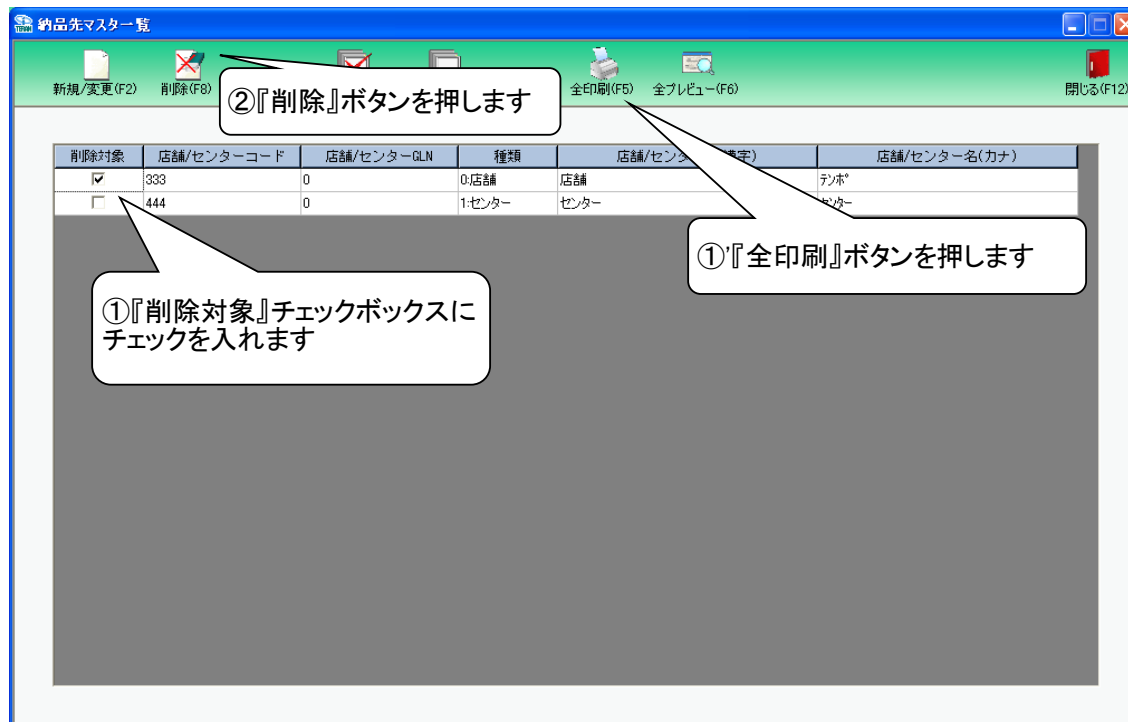 納品先マスター覧
新規/変更(F2) 削除(F8) 全印刷(F5) 全プレビュー(F6) 閉じる(F12)
②『削除』ボタンを押します
削除対象 店舗/センターコード 店舗/センターGLN 種類 店舗/センタ 漢字) 店舗/センター名(カナ)
333 0 0:店舗 店舗 テンポ
444 0 1:センター センター センター
①'『全印刷』ボタンを押します
①『削除対象』チェックボックスに
チェックを入れます